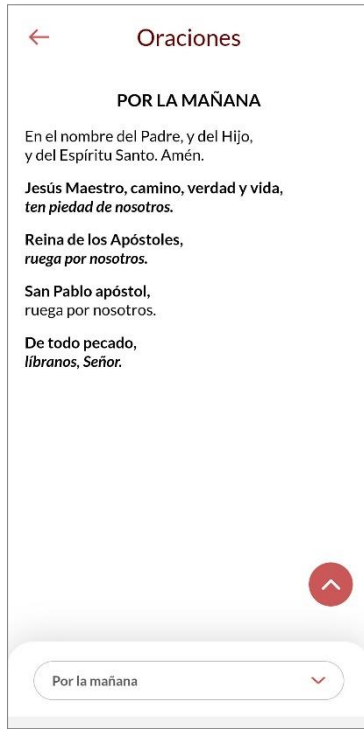 Oraciones
POR LA MAÑANA
En el nombre del Padre, y del Hijo,
y del Espíritu Santo. Amén.
Jesús Maestro, camino, verdad y vida,
ten piedad de nosotros.
Reina de los Apóstoles,
ruega por nosotros.
San Pablo apóstol,
ruega por nosotros.
De todo pecado,
líbranos, Señor.
Por la mañana